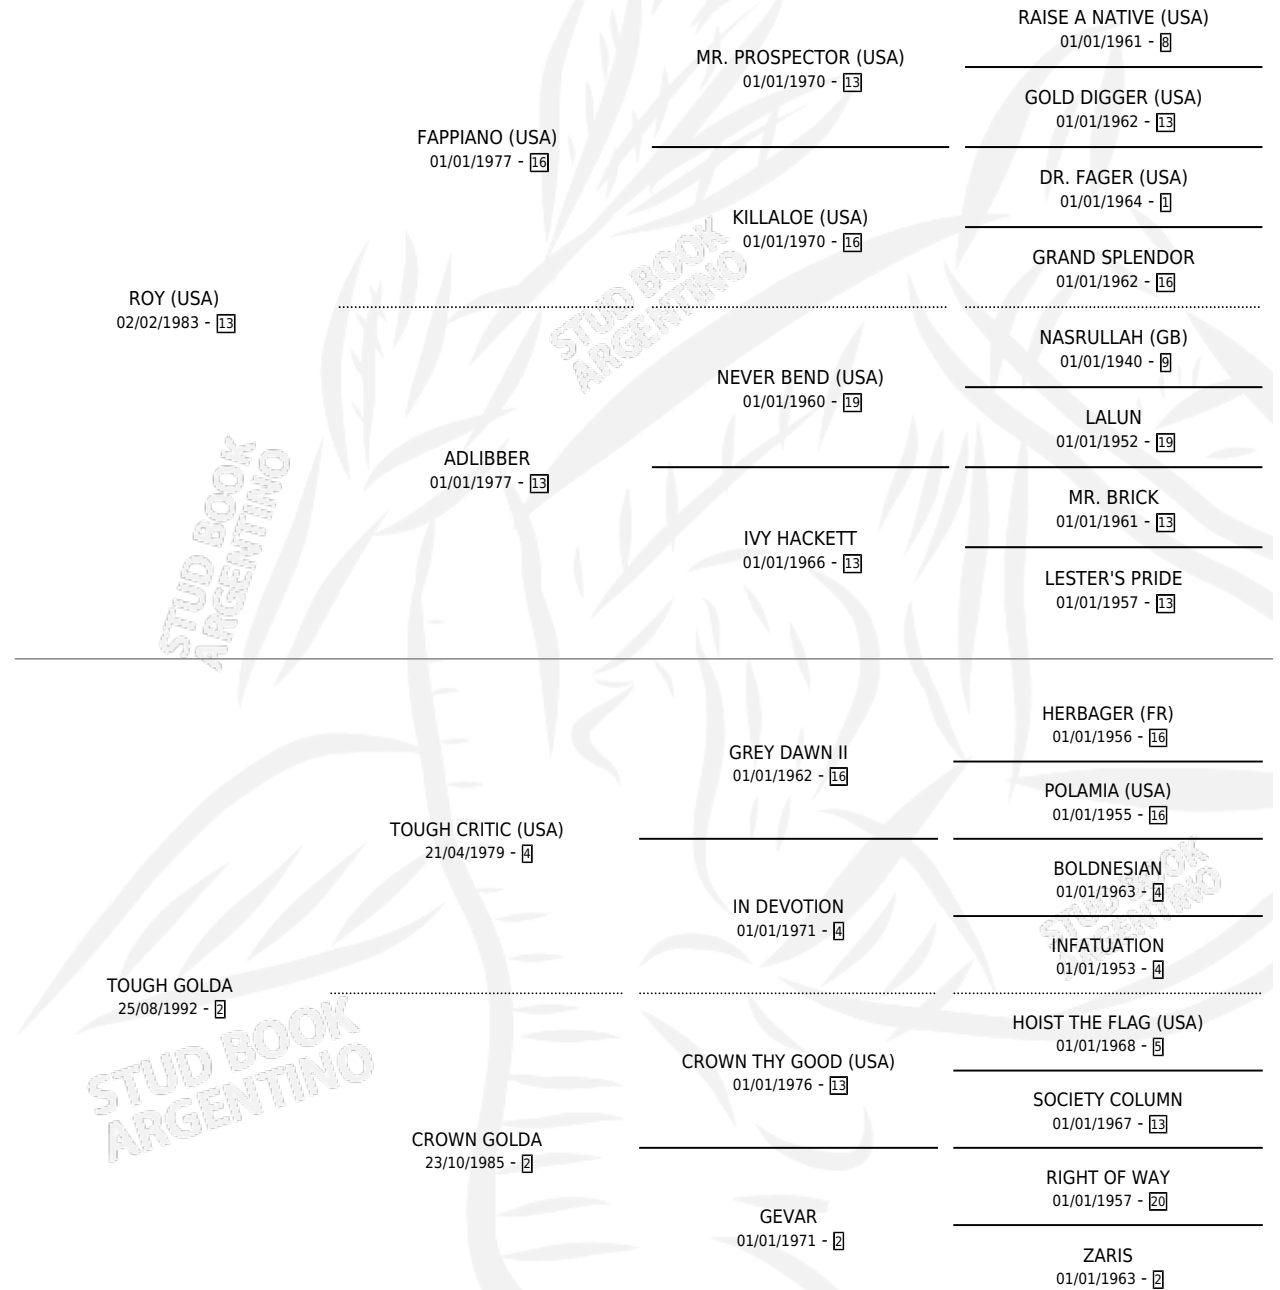 RAISE A NATIVE (USA)
01/01/1961 - 8
MR. PROSPECTOR (USA)
01/01/1970 - 13
GOLD DIGGER (USA)
01/01/1962 - 13
FAPPIANO (USA)
01/01/1977 - 16
DR. FAGER (USA)
01/01/1964 - 1
KILLALOE (USA)
01/01/1970 - 16
GRAND SPLENDOR
01/01/1962 - 16
ROY (USA)
02/02/1983 - 13
STUD BOOK
ARGENTINO
NASRULLAH (GB)
01/01/1940 - 9
NEVER BEND (USA)
01/01/1960 - 19
LALUN
01/01/1952 - 19
ADLIBBER
01/01/1977 - 13
MR. BRICK
01/01/1961 - 13
IVY HACKETT
01/01/1966 - 13
LESTER'S PRIDE
01/01/1957 - 13
STUD BOOK
ARGENTINO
HERBAGER (FR)
01/01/1956 - 16
GREY DAWN II
01/01/1962 - 16
POLAMIA (USA)
01/01/1955 - 16
TOUGH CRITIC (USA)
21/04/1979 - 4
BOLDNESIAN
01/01/1963 - 4
IN DEVOTION
01/01/1971 - 4
STUD BOOK
ARGENTINO
INFATUATION
01/01/1953 - 4
TOUGH GOLDA
25/08/1992 - 2
HOIST THE FLAG (USA)
01/01/1968 - 5
CROWN THY GOOD (USA)
01/01/1976 - 13
STUD BOOK
ARGENTINO
SOCIETY COLUMN
01/01/1967 - 13
CROWN GOLDA
23/10/1985 - 2
RIGHT OF WAY
01/01/1957 - 20
GEVAR
01/01/1971 - 2
ZARIS
01/01/1963 - 2